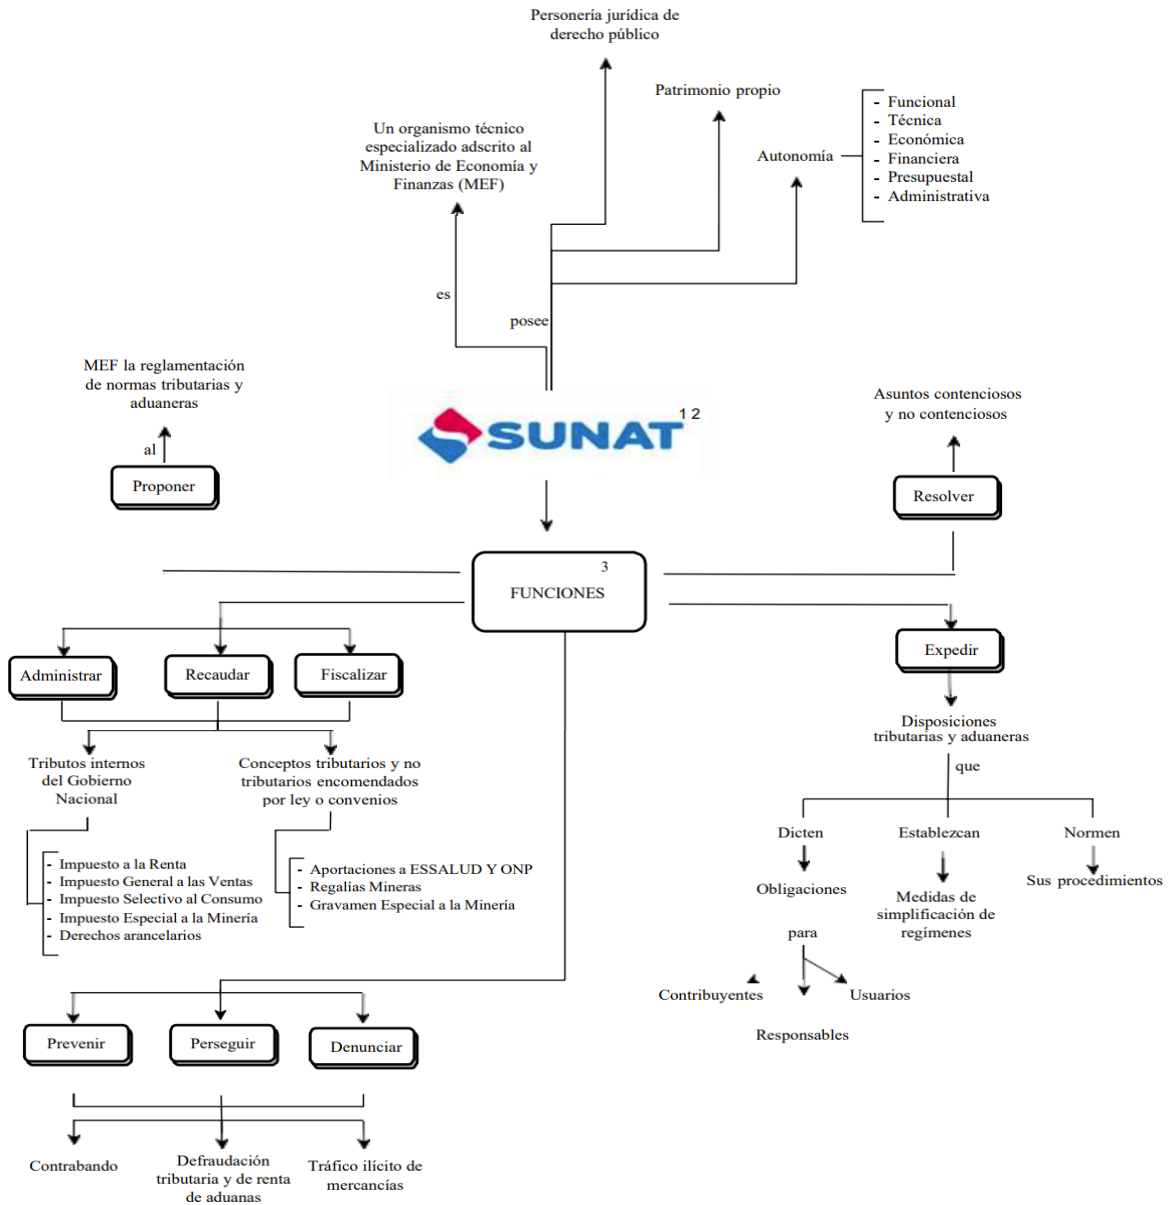 Personería jurídica de
derecho público
Patrimonio propio
Un organismo técnico
especializado adscrito al
Ministerio de Economía y
Finanzas (MEF)
Autonomía
- Funcional
- Técnica
- Económica
- Financiera
- Presupuestal
- Administrativa
es
posee
MEF la reglamentación
de normas tributarias y
aduaneras
al
Proponer
SUNAT 1 2
Asuntos contenciosos
y no contenciosos
Resolver
3
FUNCIONES
Administrar
Recaudar
Fiscalizar
Expedir
Tributos internos
del Gobierno
Nacional
Conceptos tributarios y no
tributarios encomendados
por ley o convenios
- Impuesto a la Renta
- Impuesto General a las Ventas
- Impuesto Selectivo al Consumo
- Impuesto Especial a la Minería
- Derechos arancelarios
- Aportaciones a ESSALUD Y ONP
- Regalías Mineras
- Gravamen Especial a la Minería
Disposiciones
tributarias y aduaneras
que
Dicten
Establezcan
Normen
Obligaciones
Medidas de
simplificación de
regímenes
Sus procedimientos
para
Contribuyentes
Usuarios
Responsables
Prevenir
Perseguir
Denunciar
Contrabando
Defraudación
tributaria y de renta
de aduanas
Tráfico ilícito de
mercancías